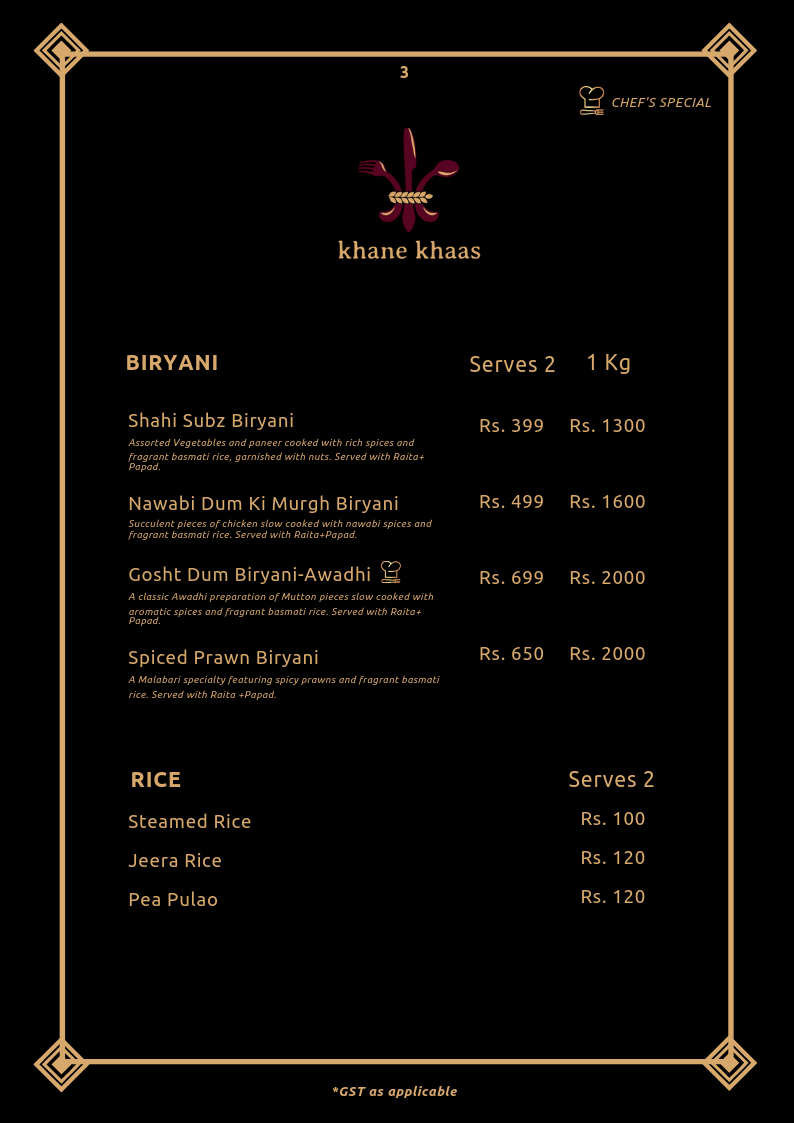 3
CHEF'S SPECIAL
khane khaas
BIRYANI Serves 2 1 Kg
Shahi Subz Biryani Rs. 399 Rs. 1300
Assorted Vegetables and paneer cooked with rich spices and
fragrant basmati rice, garnished with nuts. Served with Raita+
Papad.
Nawabi Dum Ki Murgh Biryani Rs. 499 Rs. 1600
Succulent pieces of chicken slow cooked with nawabi spices and
fragrant basmati rice. Served with Raita+Papad.
Gosht Dum Biryani-Awadhi Rs. 699 Rs. 2000
A classic Awadhi preparation of Mutton pieces slow cooked with
aromatic spices and fragrant basmati rice. Served with Raita+
Papad.
Spiced Prawn Biryani Rs. 650 Rs. 2000
A Malabari specialty featuring spicy prawns and fragrant basmati
rice. Served with Raita +Papad.
RICE Serves 2
Steamed Rice Rs. 100
Jeera Rice Rs. 120
Pea Pulao Rs. 120
*GST as applicable